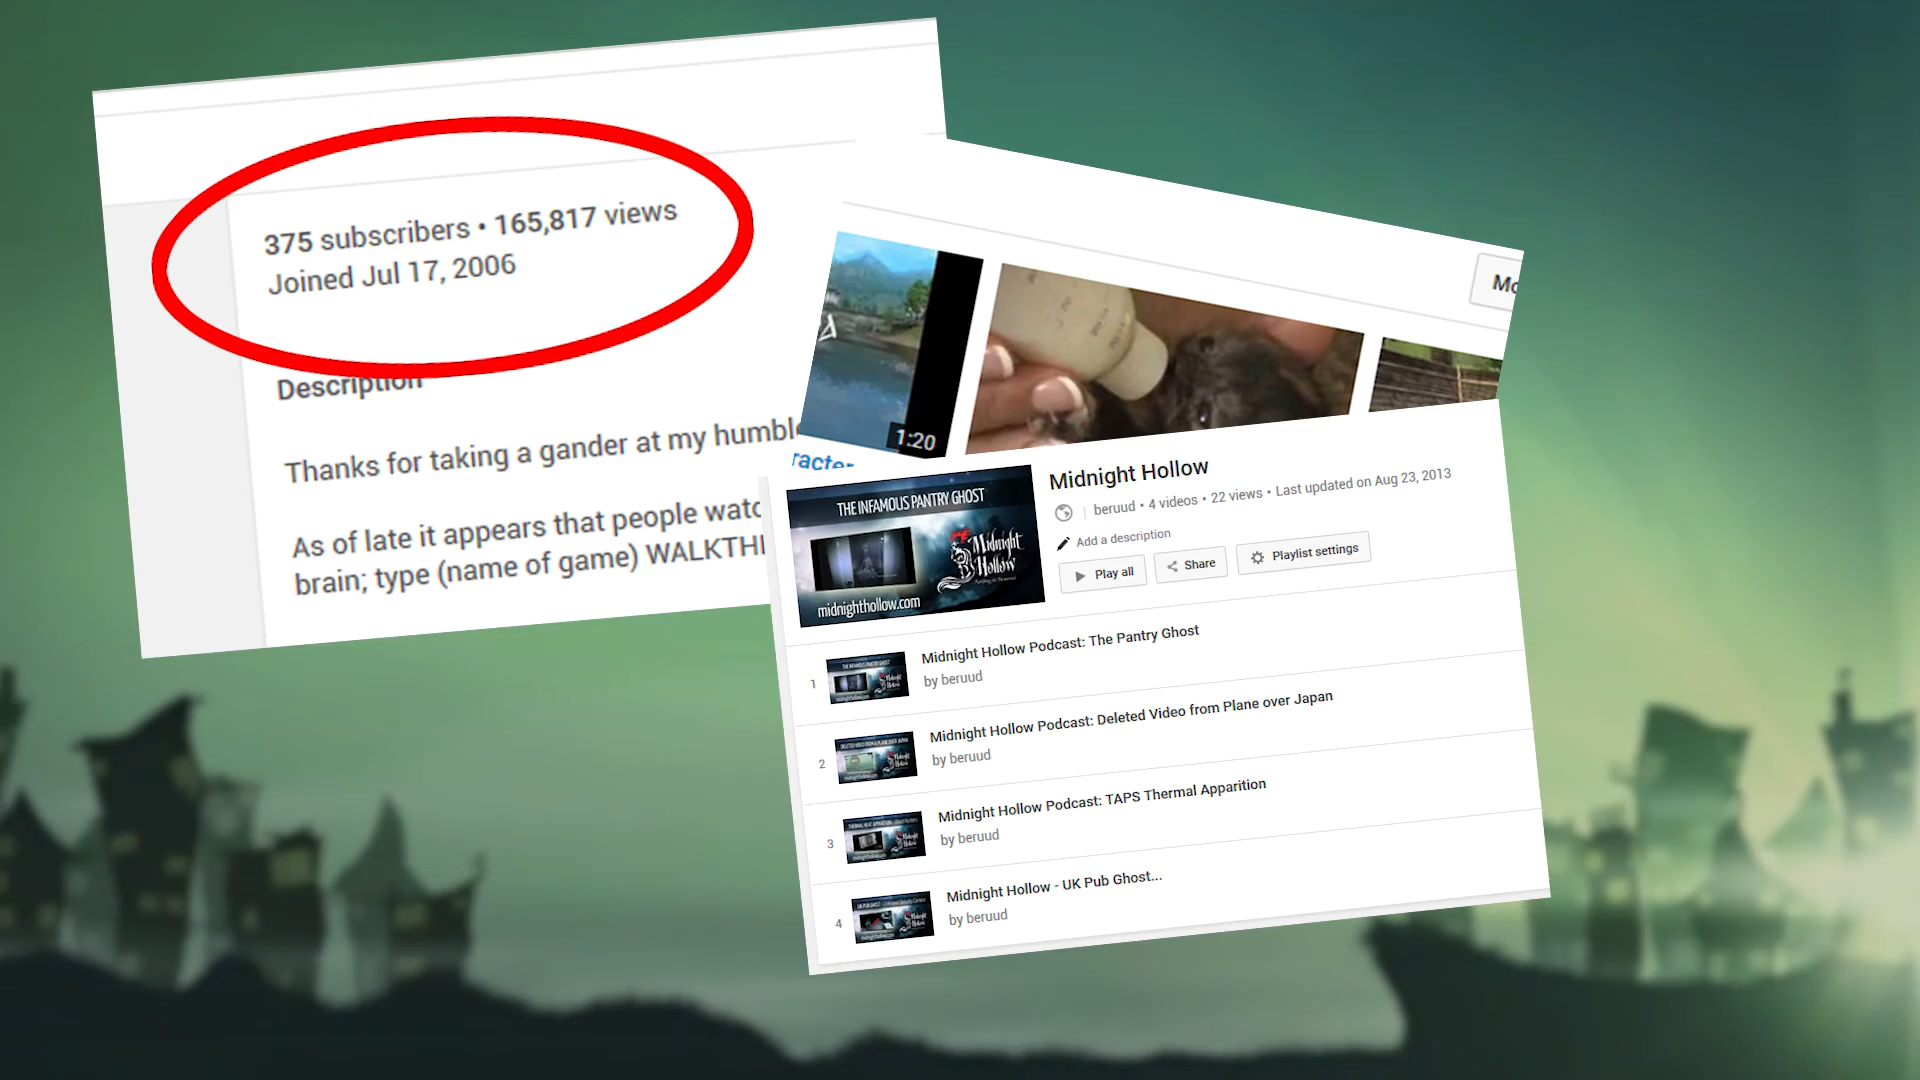 375 subscribers • 165,817 views
Joined Jul 17, 2006
Description
Thanks for taking a gander at my humble
As of late it appears that people watc
brain; type (name of game) WALKTH
Mo
1:20
racter
THE INFAMOUS PANTRY GHOST
Midnight
Hollow
midnighthollow.com
Midnight Hollow
beruud • 4 videos • 22 views • Last updated on Aug 23, 2013
Add a description
Play all
Share
Playlist settings
1
Midnight Hollow Podcast: The Pantry Ghost
by beruud
2
Midnight Hollow Podcast: Deleted Video from Plane over Japan
by beruud
3
Midnight Hollow Podcast: TAPS Thermal Apparition
by beruud
4
Midnight Hollow - UK Pub Ghost...
by beruud